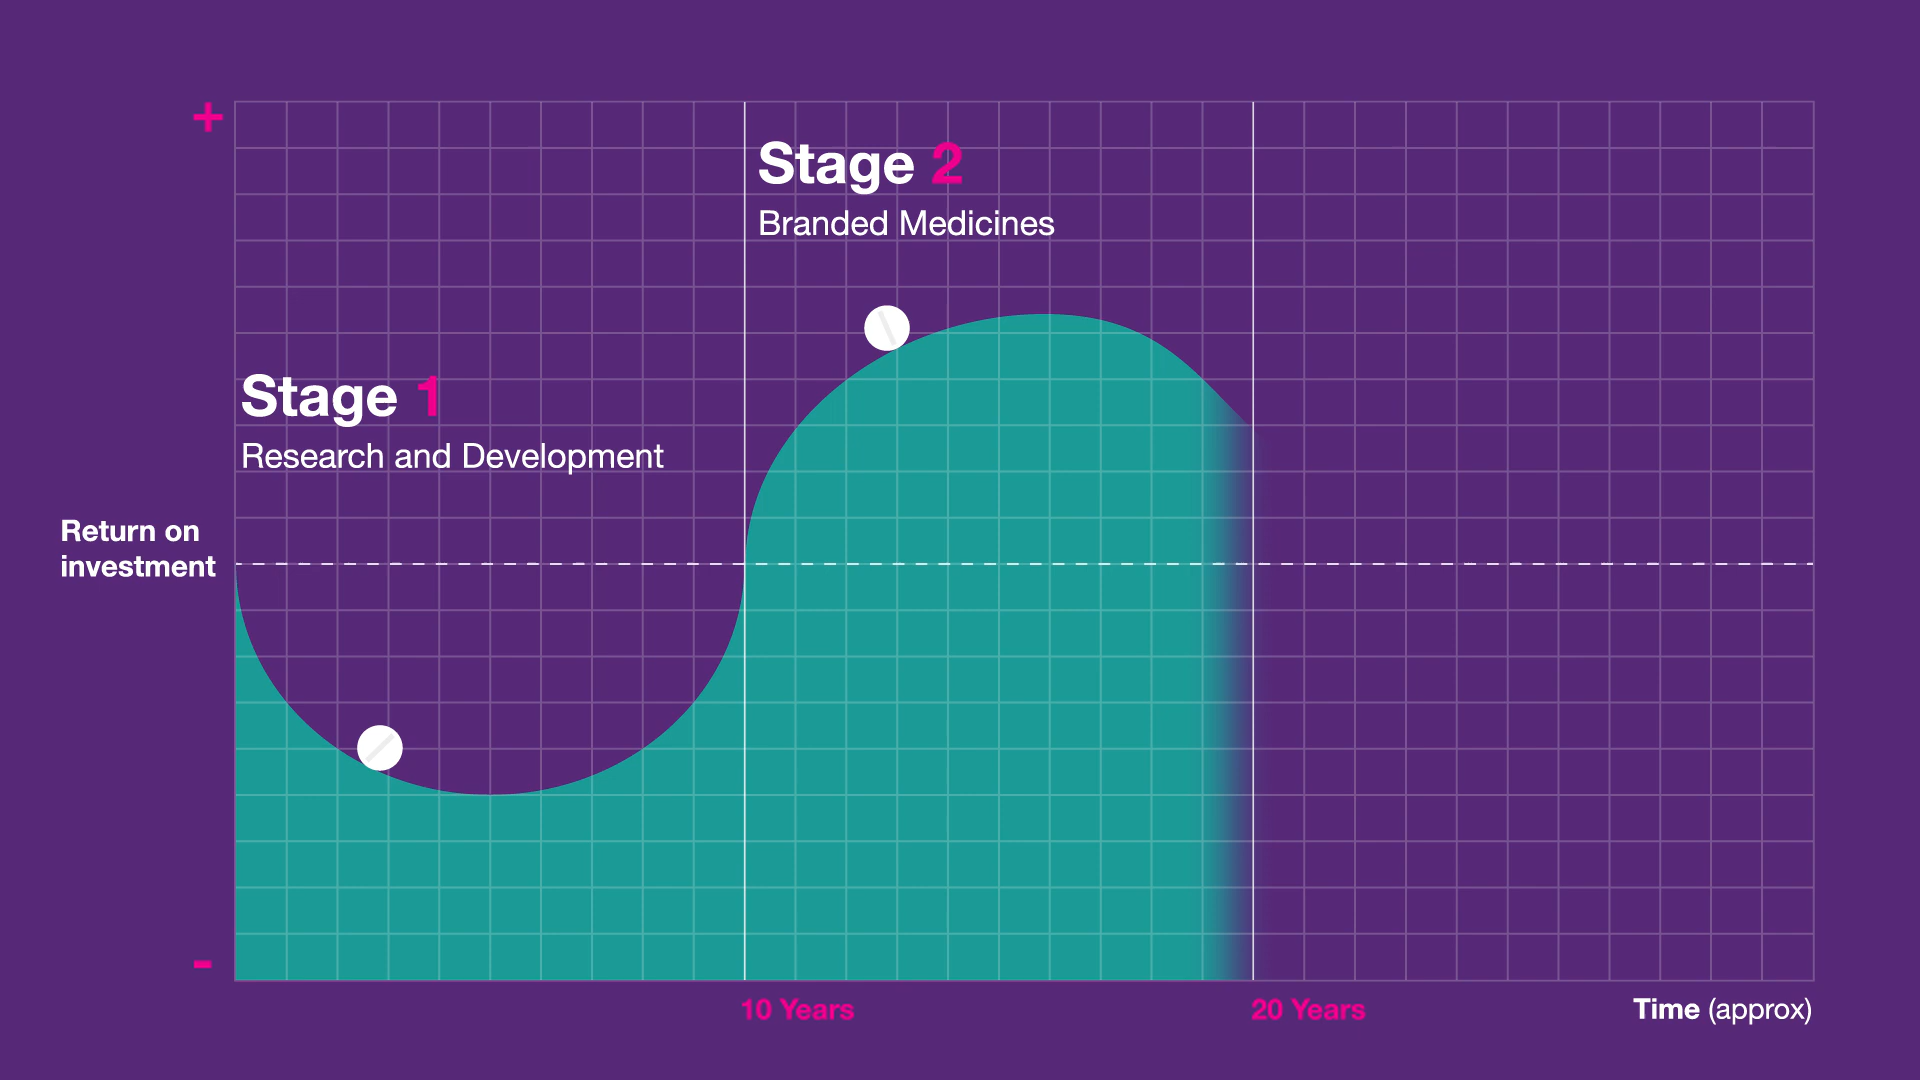 +
Stage 2
Branded Medicines
Stage 1
Research and Development
Return on
investment
-
10 Years
20 Years
Time (approx)